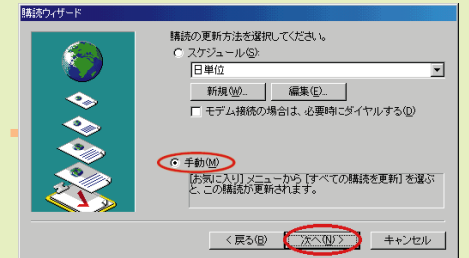 購読ウィザード
購読の更新方法を選択してください。
スケジュール(S):
日単位
新規(W)... 編集(E)...
モデム接続の場合は、必要時にダイヤルする(D)
手動(M)
[お気に入り] メニューから [すべての購読を更新] を選ぶ
と、この購読が更新されます。
< 戻る(B) 次へ(N) > キャンセル